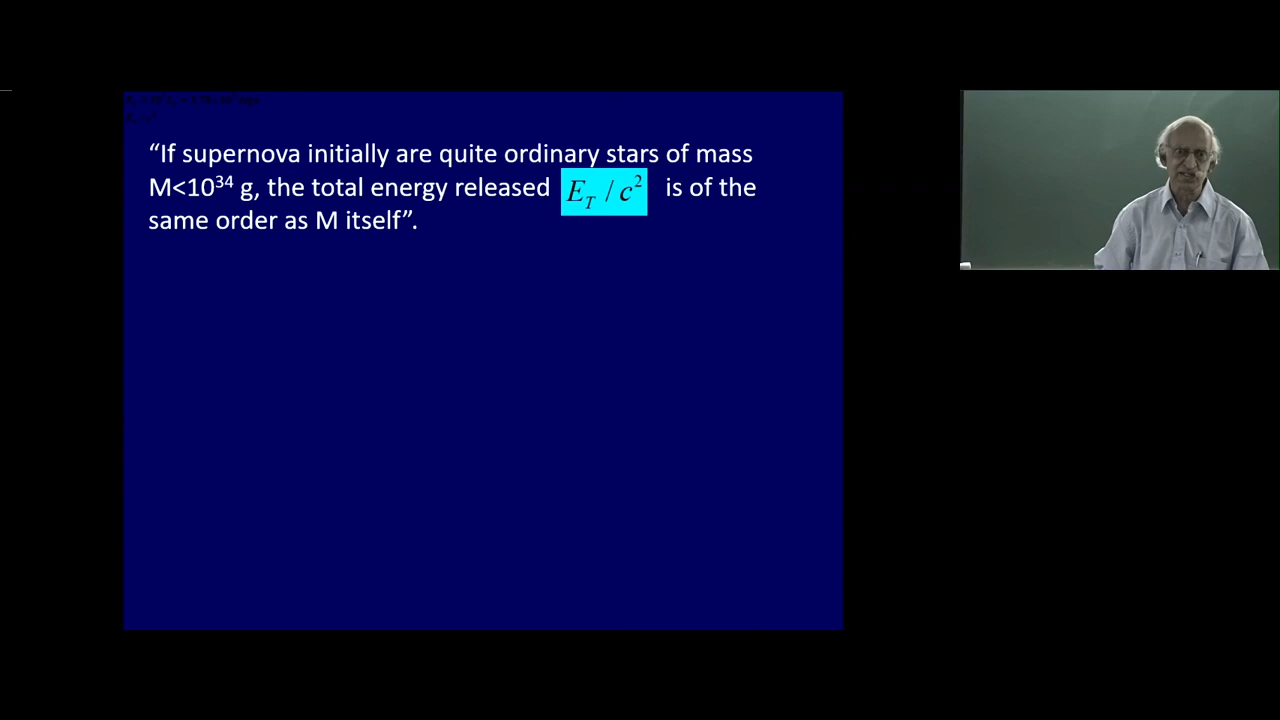 “If supernova initially are quite ordinary stars of mass
M<10³⁴ g, the total energy released E_T / c² is of the
same order as M itself”.